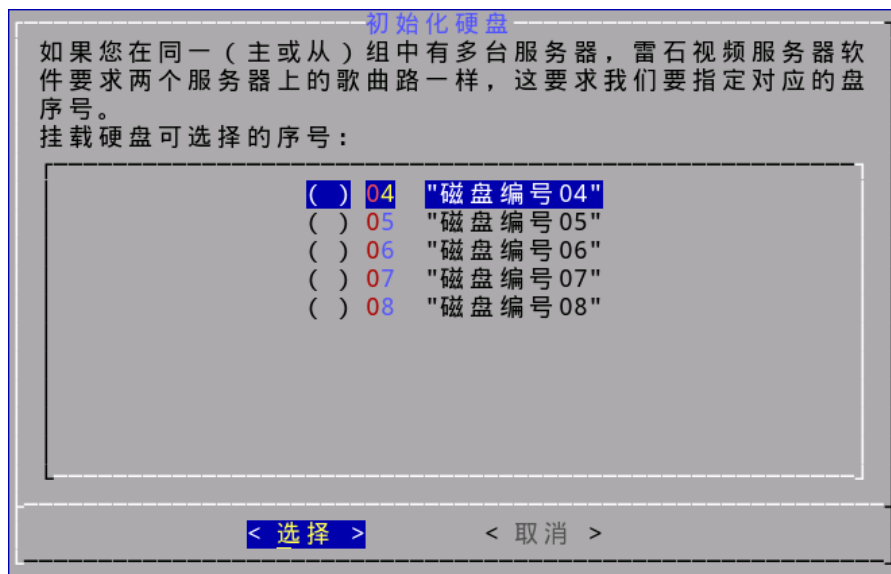 初始化硬盘
如果您在同一(主或从)组中有多台服务器,雷石视频服务器软
件要求两个服务器上的歌曲路一样,这要求我们要指定对应的盘
序号。
挂载硬盘可选择的序号:
( ) 04 "磁盘编号04"
( ) 05 "磁盘编号05"
( ) 06 "磁盘编号06"
( ) 07 "磁盘编号07"
( ) 08 "磁盘编号08"
< 选择 > < 取消 >